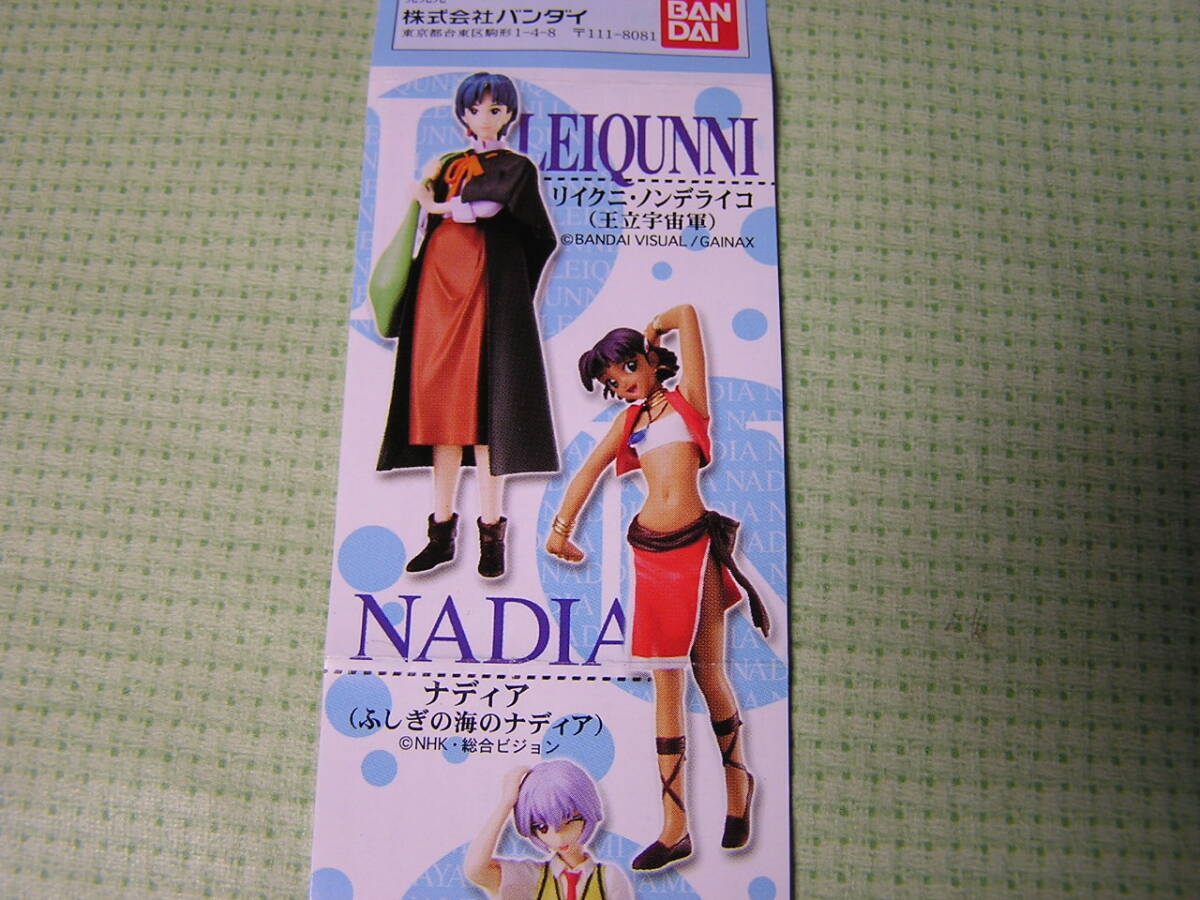 株式会社バンダイ
東京都台東区駒形1-4-8 〒111-8081
BAN
DAI
LEIQUNNI
リイクニ・ノンデライコ
(王立宇宙軍)
©BANDAI VISUAL/GAINAX
NADIA
ナディア
(ふしぎの海のナディア)
©NHK・総合ビジョン